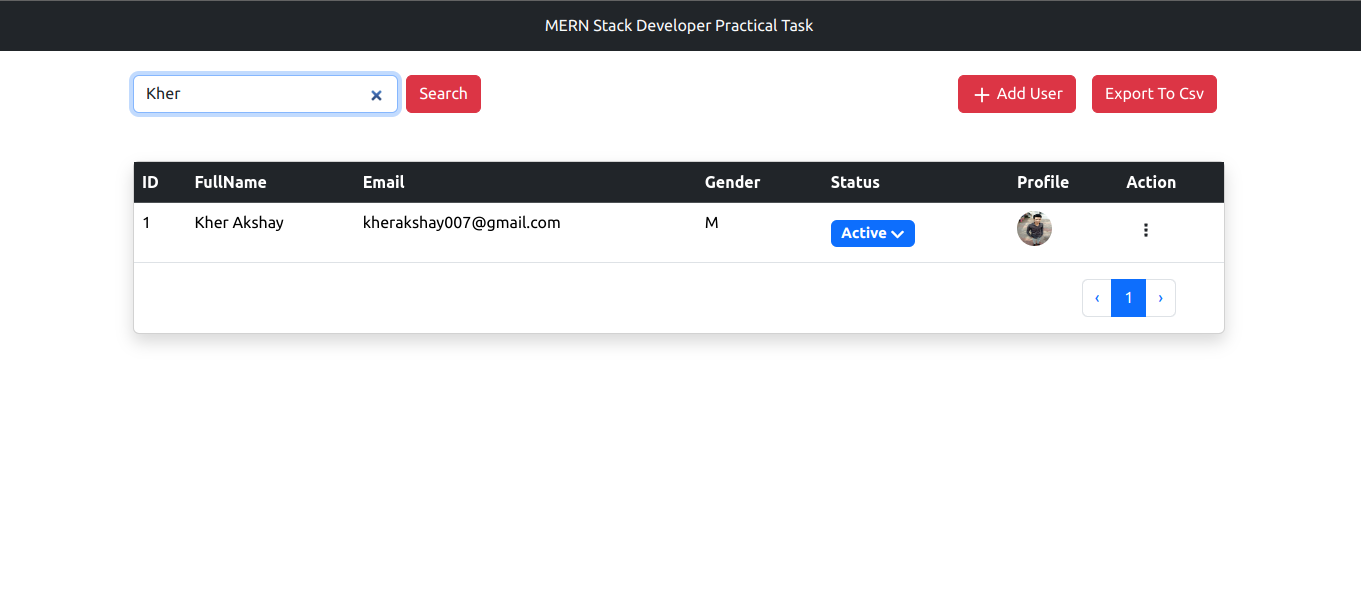 MERN Stack Developer Practical Task
Kher
Search
Add User
Export To Csv
ID FullName Email Gender Status Profile Action
1 Kher Akshay kherakshay007@gmail.com M Active
‹ 1 ›